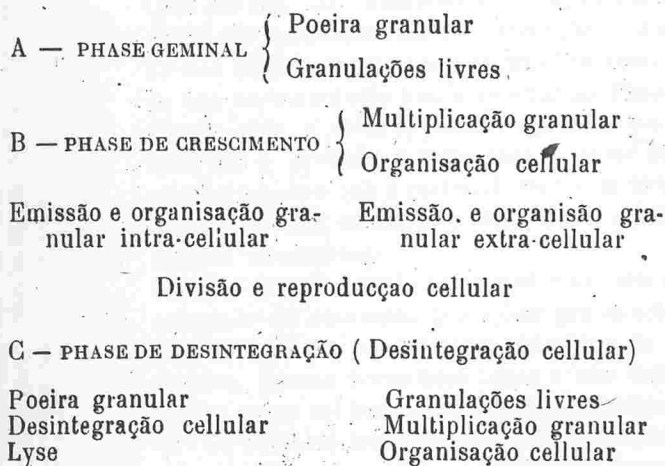 A — PHASE GEMINAL { Poeira granular
Granulações livres
B — PHASE DE CRESCIMENTO { Multiplicação granular
Organisação cellular
Emissão e organisação gra-
nular intra-cellular
Emissão. e organisão gra-
nular extra-cellular
Divisão e reproducçao cellular
C — PHASE DE DESINTEGRAÇÃO ( Desintegração cellular)
Poeira granular
Desintegração cellular
Lyse
Granulações livres
Multiplicação granular
Organisação cellular